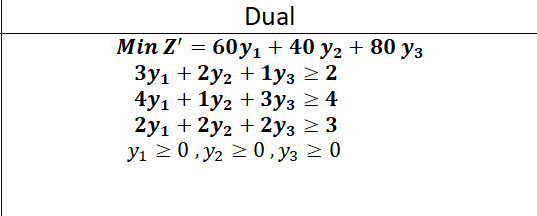 Dual
Min Z′ = 60y₁ + 40 y₂ + 80 y₃
3y₁ + 2y₂ + 1y₃ ≥ 2
4y₁ + 1y₂ + 3y₃ ≥ 4
2y₁ + 2y₂ + 2y₃ ≥ 3
y₁ ≥ 0 , y₂ ≥ 0 , y₃ ≥ 0